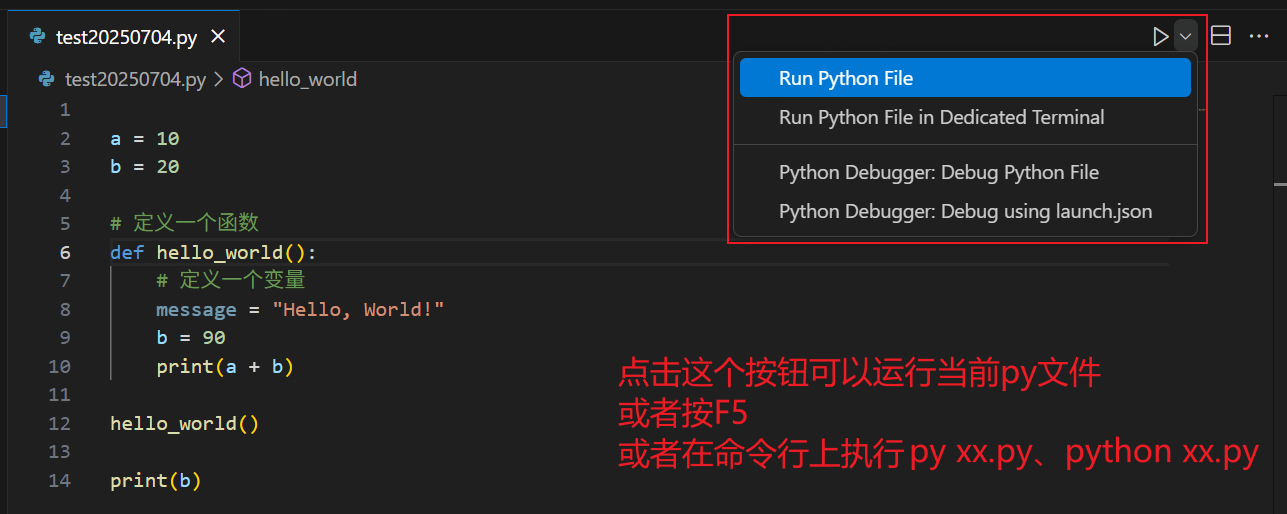 test20250704.py
test20250704.py > hello_world
Run Python File
Run Python File in Dedicated Terminal
Python Debugger: Debug Python File
Python Debugger: Debug using launch.json
1
2 a = 10
3 b = 20
4
5 # 定义一个函数
6 def hello_world():
7 # 定义一个变量
8 message = "Hello, World!"
9 b = 90
10 print(a + b)
11
12 hello_world()
13
14 print(b)
点击这个按钮可以运行当前py文件
或者按F5
或者在命令行上执行 py xx.py、python xx.py